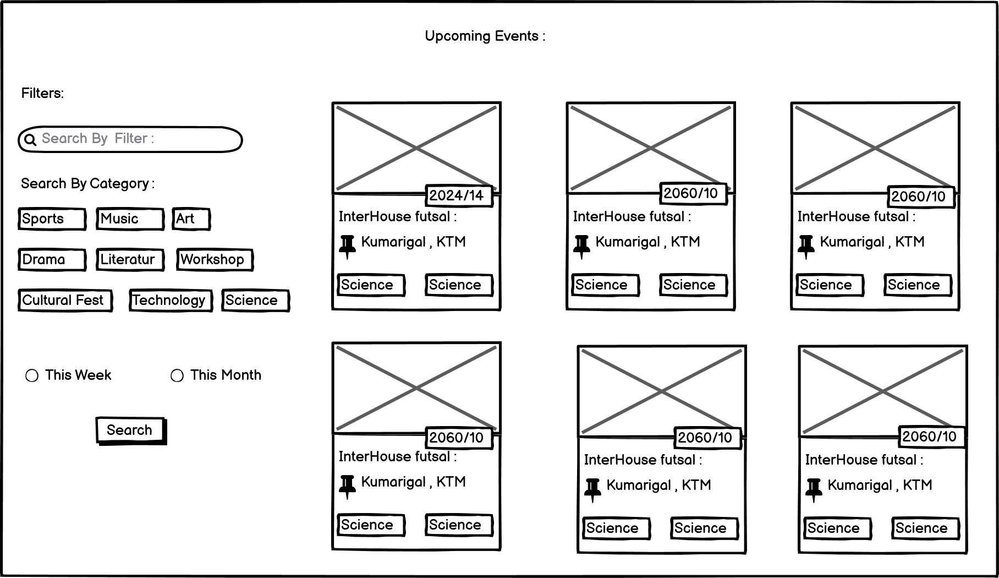 Upcoming Events :
Filters:
Search By  Filter :
Search By Category :
Sports
Music
Art
Drama
Literatur
Workshop
Cultural Fest
Technology
Science
This Week
This Month
Search
2024/14
InterHouse futsal :
Kumarigal , KTM
Science
Science
2060/10
InterHouse futsal :
Kumarigal , KTM
Science
Science
2060/10
InterHouse futsal :
Kumarigal , KTM
Science
Science
2060/10
InterHouse futsal :
Kumarigal , KTM
Science
Science
2060/10
InterHouse futsal :
Kumarigal , KTM
Science
Science
2060/10
InterHouse futsal :
Kumarigal , KTM
Science
Science